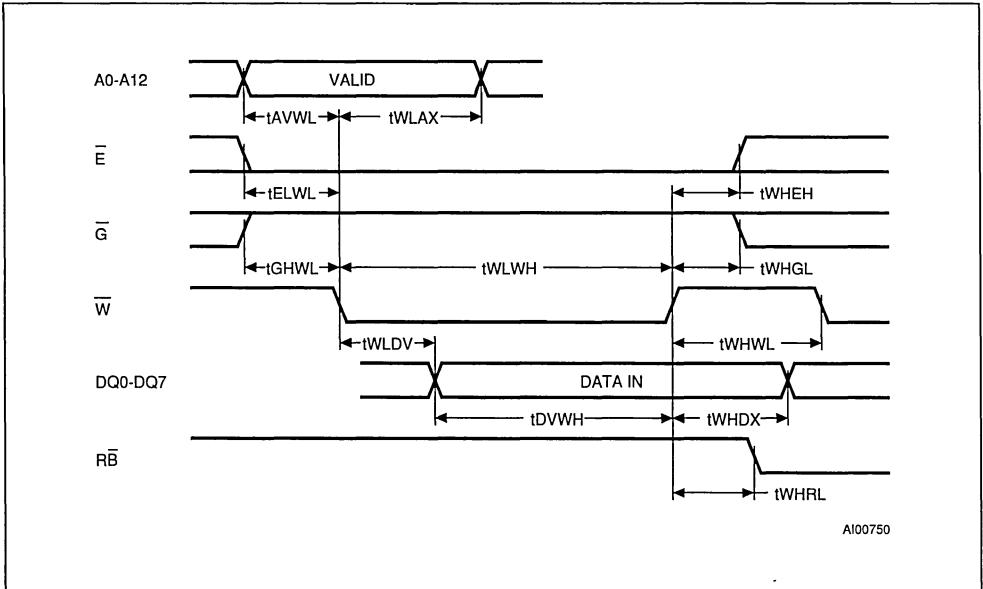 A0-A12 VALID
tAVWL tWLAX
E̅
tELWL tWHEH
G̅
tGHWL tWLWH tWHGL
W̅
tWLDV tWHWL
DQ0-DQ7 DATA IN
tDVWH tWHDX
RB̅
tWHRL
AI00750